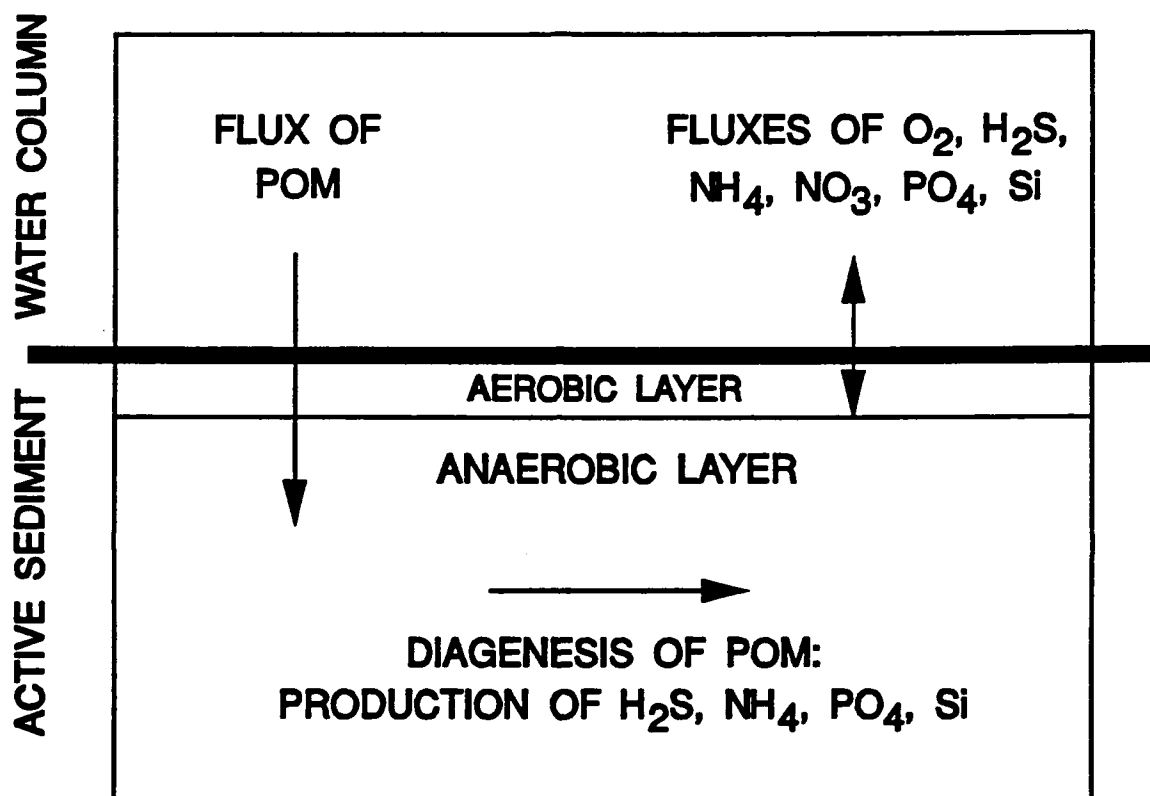 WATER COLUMN
FLUX OF
POM
FLUXES OF O₂, H₂S,
NH₄, NO₃, PO₄, Si
ACTIVE SEDIMENT
AEROBIC LAYER
ANAEROBIC LAYER
DIAGENESIS OF POM:
PRODUCTION OF H₂S, NH₄, PO₄, Si